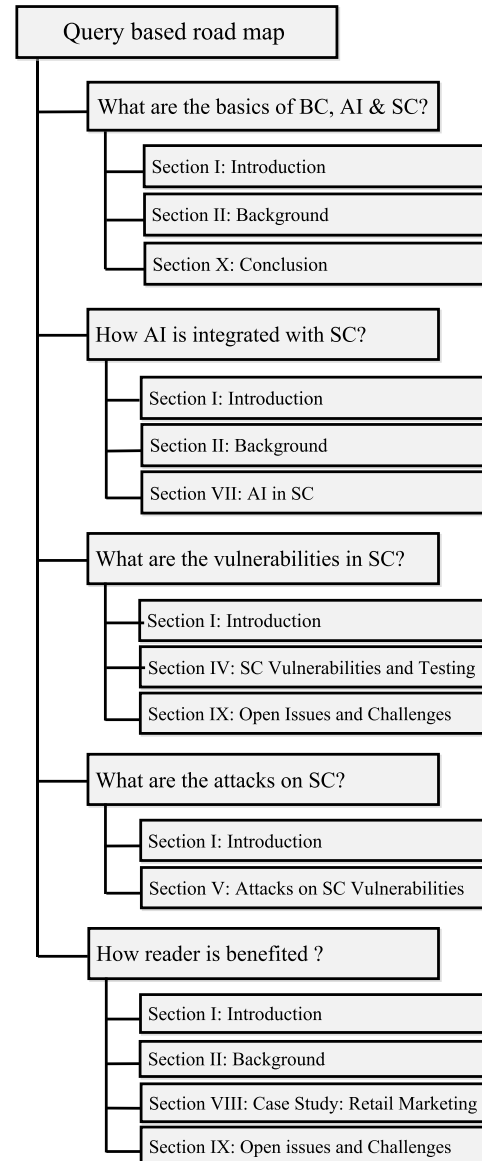 Query based road map
What are the basics of BC, AI & SC?
Section I: Introduction
Section II: Background
Section X: Conclusion
How AI is integrated with SC?
Section I: Introduction
Section II: Background
Section VII: AI in SC
What are the vulnerabilities in SC?
Section I: Introduction
Section IV: SC Vulnerabilities and Testing
Section IX: Open Issues and Challenges
What are the attacks on SC?
Section I: Introduction
Section V: Attacks on SC Vulnerabilities
How reader is benefited ?
Section I: Introduction
Section II: Background
Section VIII: Case Study: Retail Marketing
Section IX: Open issues and Challenges